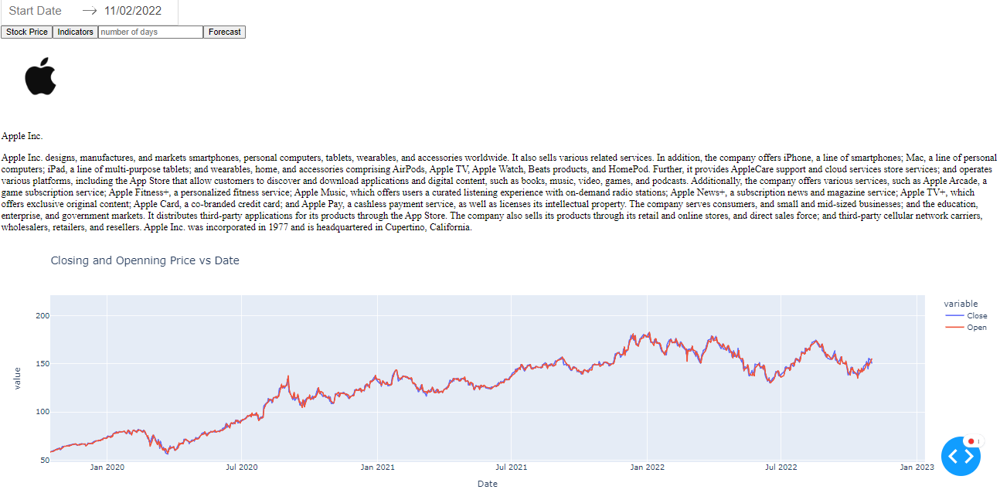 Start Date → 11/02/2022
Stock Price Indicators number of days Forecast
Apple Inc.
Apple Inc. designs, manufactures, and markets smartphones, personal computers, tablets, wearables, and accessories worldwide. It also sells various related services. In addition, the company offers iPhone, a line of smartphones; Mac, a line of personal
computers; iPad, a line of multi-purpose tablets; and wearables, home, and accessories comprising AirPods, Apple TV, Apple Watch, Beats products, and HomePod. Further, it provides AppleCare support and cloud services store services; and operates
various platforms, including the App Store that allow customers to discover and download applications and digital content, such as books, music, video, games, and podcasts. Additionally, the company offers various services, such as Apple Arcade, a
game subscription service; Apple Fitness+, a personalized fitness service; Apple Music, which offers users a curated listening experience with on-demand radio stations; Apple News+, a subscription news and magazine service; Apple TV+, which
offers exclusive original content; Apple Card, a co-branded credit card; and Apple Pay, a cashless payment service, as well as licenses its intellectual property. The company serves consumers, and small and mid-sized businesses; and the education,
enterprise, and government markets. It distributes third-party applications for its products through the App Store. The company also sells its products through its retail and online stores, and direct sales force; and third-party cellular network carriers,
wholesalers, retailers, and resellers. Apple Inc. was incorporated in 1977 and is headquartered in Cupertino, California.
Closing and Openning Price vs Date
variable
Close
Open
200
150
100
50
value
Jan 2020 Jul 2020 Jan 2021 Jul 2021 Jan 2022 Jul 2022 Jan 2023
Date